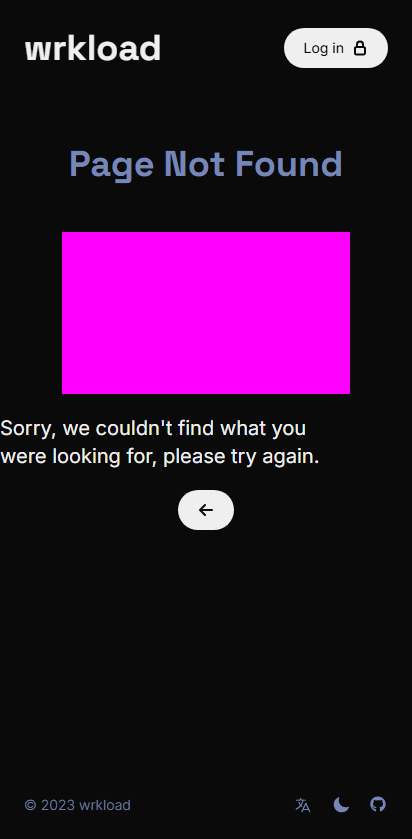 wrkload
Log in
Page Not Found
Sorry, we couldn't find what you
were looking for, please try again.
© 2023 wrkload